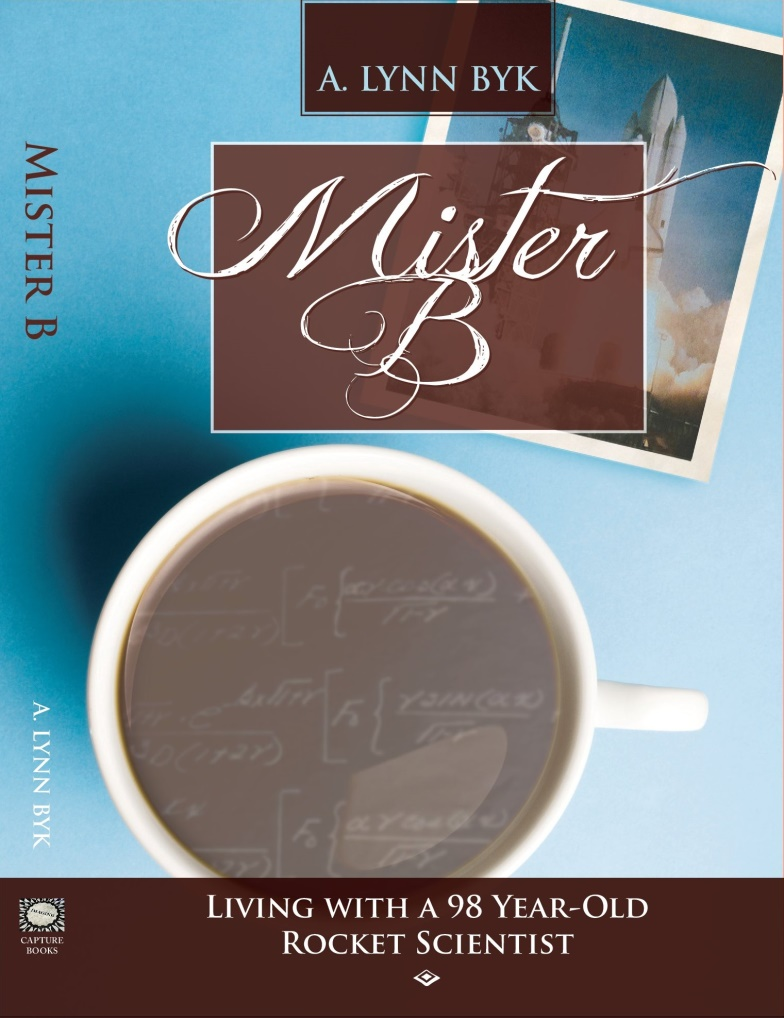 A. LYNN BYK
Mister
B
LIVING WITH A 98 YEAR-OLD
ROCKET SCIENTIST
MISTER B
A. LYNN BYK
CAPTURE
BOOKS